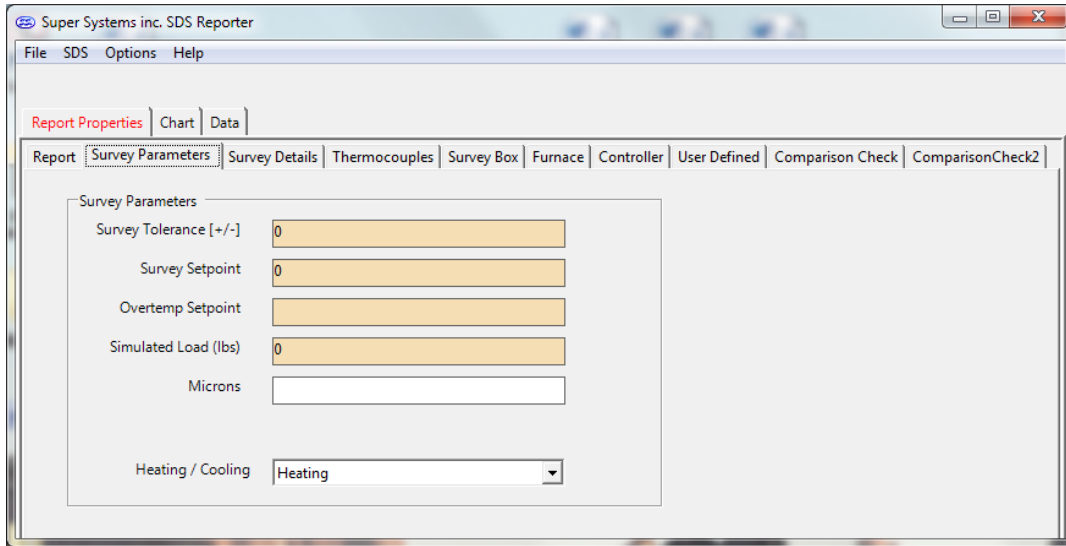 Super Systems inc. SDS Reporter
File SDS Options Help
Report Properties Chart Data
Report Survey Parameters Survey Details Thermocouples Survey Box Furnace Controller User Defined Comparison Check ComparisonCheck2
Survey Parameters
Survey Tolerance [+/-] 0
Survey Setpoint 0
Overtemp Setpoint
Simulated Load (lbs) 0
Microns
Heating / Cooling Heating